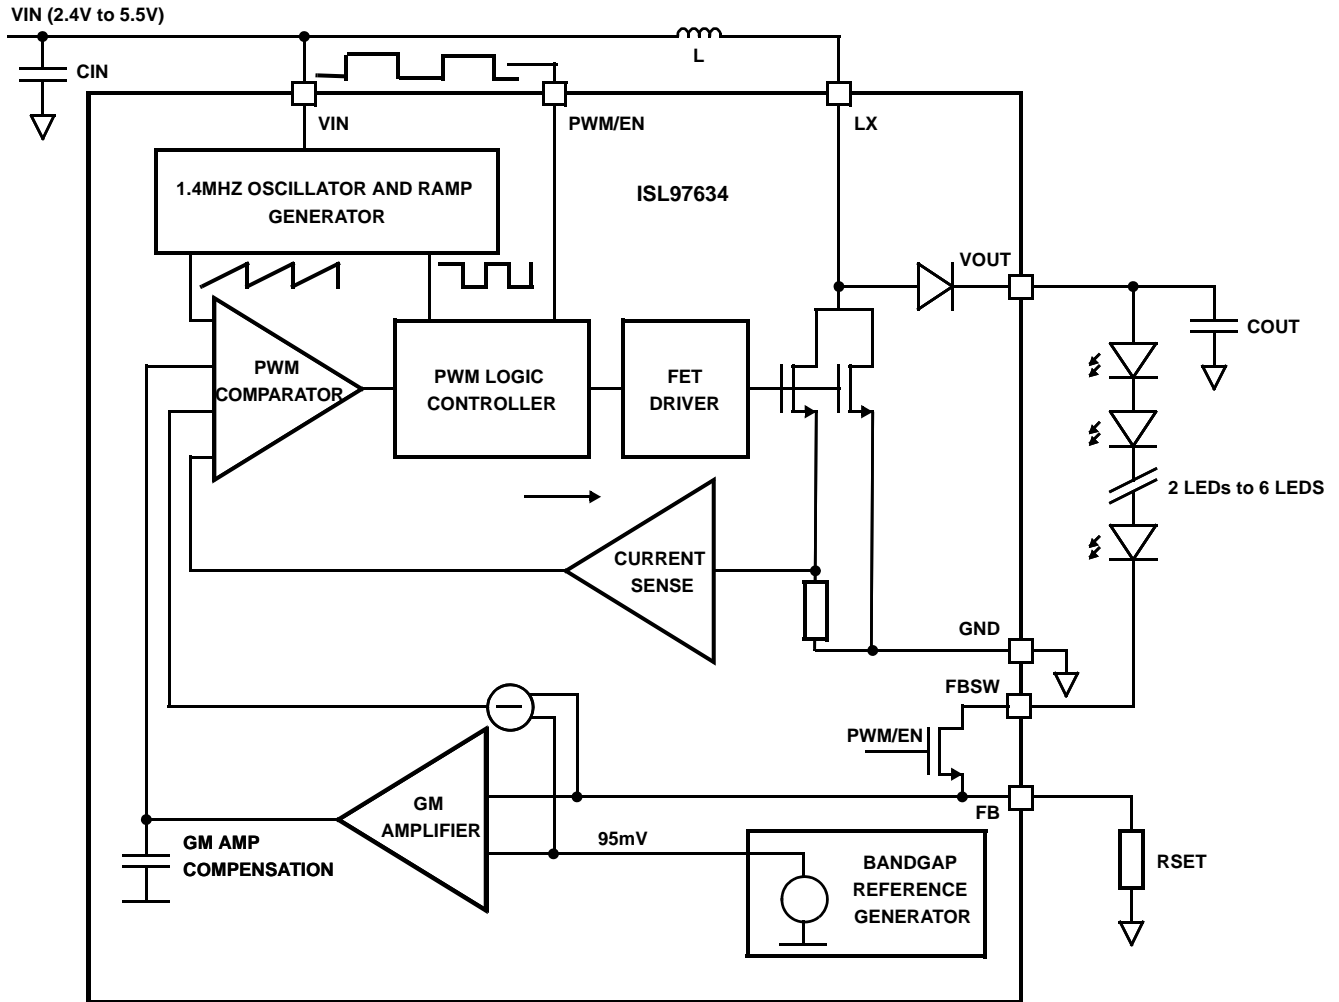 VIN (2.4V to 5.5V)
CIN
L
VIN
PWM/EN
LX
1.4MHZ OSCILLATOR AND RAMP
GENERATOR
ISL97634
VOUT
COUT
PWM
COMPARATOR
PWM LOGIC
CONTROLLER
FET
DRIVER
2 LEDs to 6 LEDS
CURRENT
SENSE
GND
FBSW
PWM/EN
GM
AMPLIFIER
FB
95mV
GM AMP
COMPENSATION
BANDGAP
REFERENCE
GENERATOR
RSET